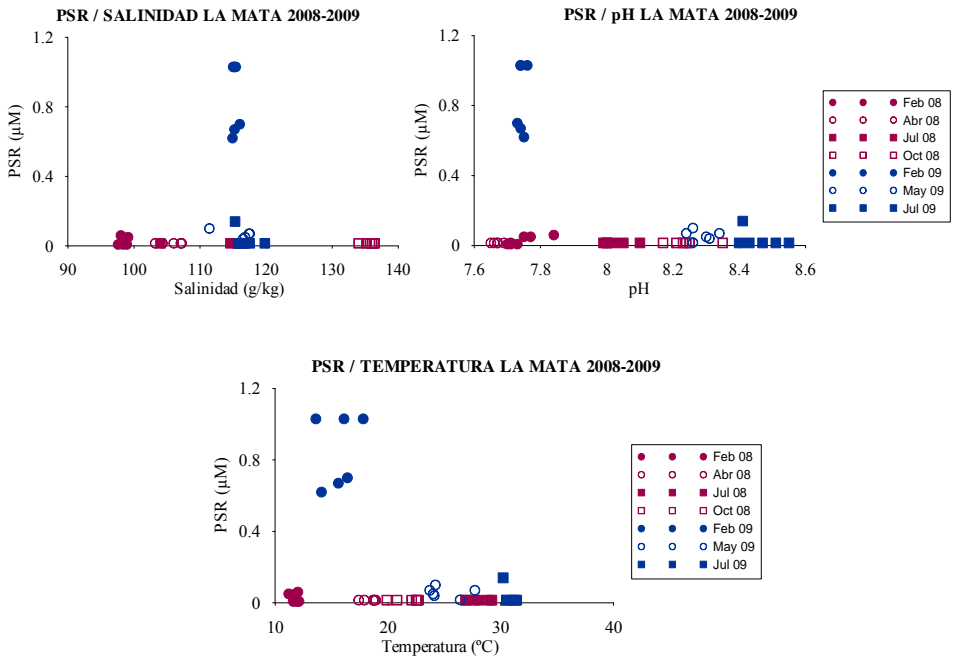 PSR / SALINIDAD LA MATA 2008-2009
PSR (µM)
1.2
0.8
0.4
0
90 100 110 120 130 140
Salinidad (g/kg)
PSR / pH LA MATA 2008-2009
PSR (µM)
1.2
0.8
0.4
0
7.6 7.8 8 8.2 8.4 8.6
pH
Feb 08
Abr 08
Jul 08
Oct 08
Feb 09
May 09
Jul 09
PSR / TEMPERATURA LA MATA 2008-2009
PSR (µM)
1.2
0.8
0.4
0
10 20 30 40
Temperatura (ºC)
Feb 08
Abr 08
Jul 08
Oct 08
Feb 09
May 09
Jul 09